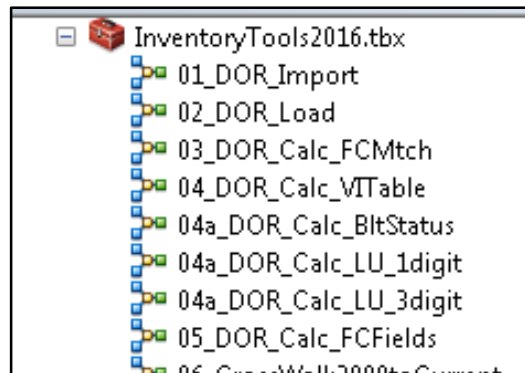 InventoryTools2016.tbx
01_DOR_Import
02_DOR_Load
03_DOR_Calc_FCMtch
04_DOR_Calc_VITable
04a_DOR_Calc_BltStatus
04a_DOR_Calc_LU_1digit
04a_DOR_Calc_LU_3digit
05_DOR_Calc_FCFields